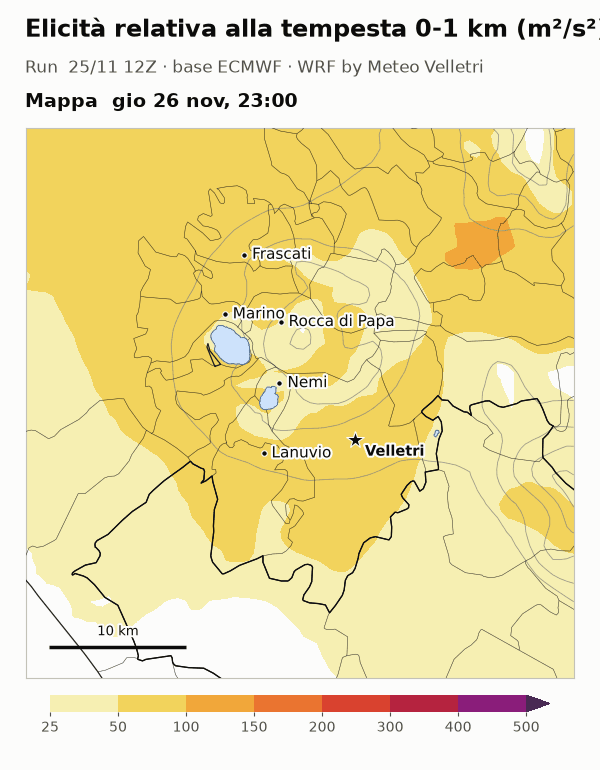 Elicità relativa alla tempesta 0-1 km (m²/s²)
Run  25/11 12Z · base ECMWF · WRF by Meteo Velletri
Mappa  gio 26 nov, 23:00
Frascati
Marino
Rocca di Papa
Nemi
Velletri
Lanuvio
10 km
25 50 100 150 200 300 400 500